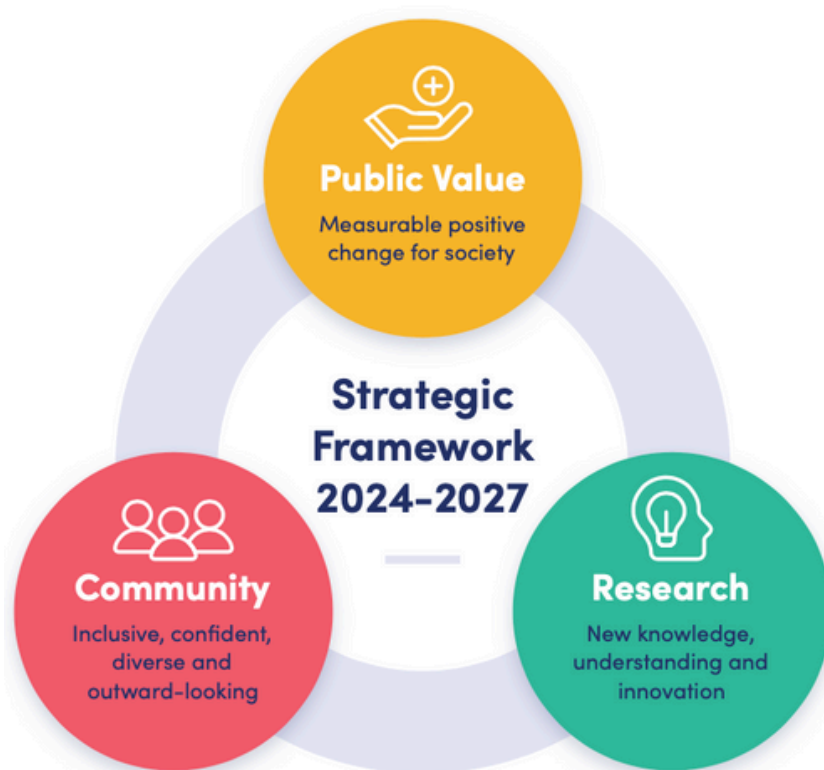 Public Value
Measurable positive
change for society
Strategic
Framework
2024-2027
Community
Inclusive, confident,
diverse and
outward-looking
Research
New knowledge,
understanding and
innovation